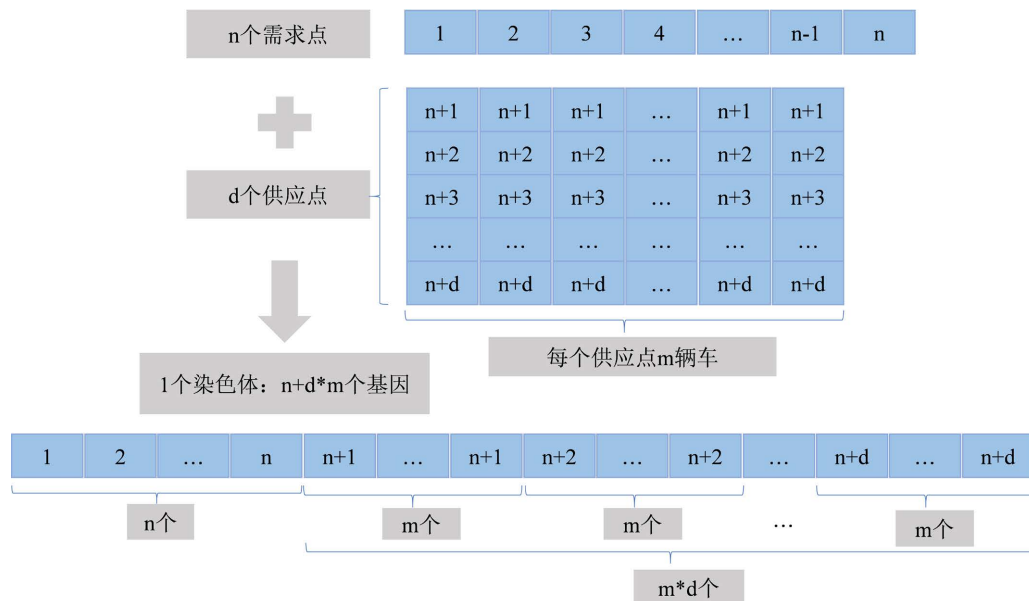 n个需求点 1 2 3 4 … n-1 n
n+1 n+1 n+1 … n+1 n+1
n+2 n+2 n+2 … n+2 n+2
d个供应点 n+3 n+3 n+3 … n+3 n+3
… … … … … …
n+d n+d n+d … n+d n+d
每个供应点m辆车
1个染色体：n+d*m个基因
1 2 … n n+1 … n+1 n+2 … n+2 … n+d … n+d
n个 m个 m个 … m个
m*d个